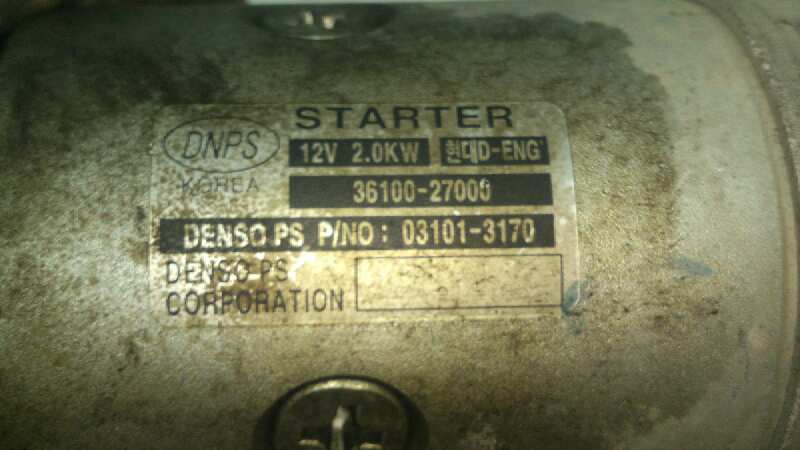 STARTER
DNPS
12V 2.0KW 현대D-ENG
KOREA
36100-27000
DENSO-PS P/NO: 03101-3170
DENSO-PS
CORPORATION